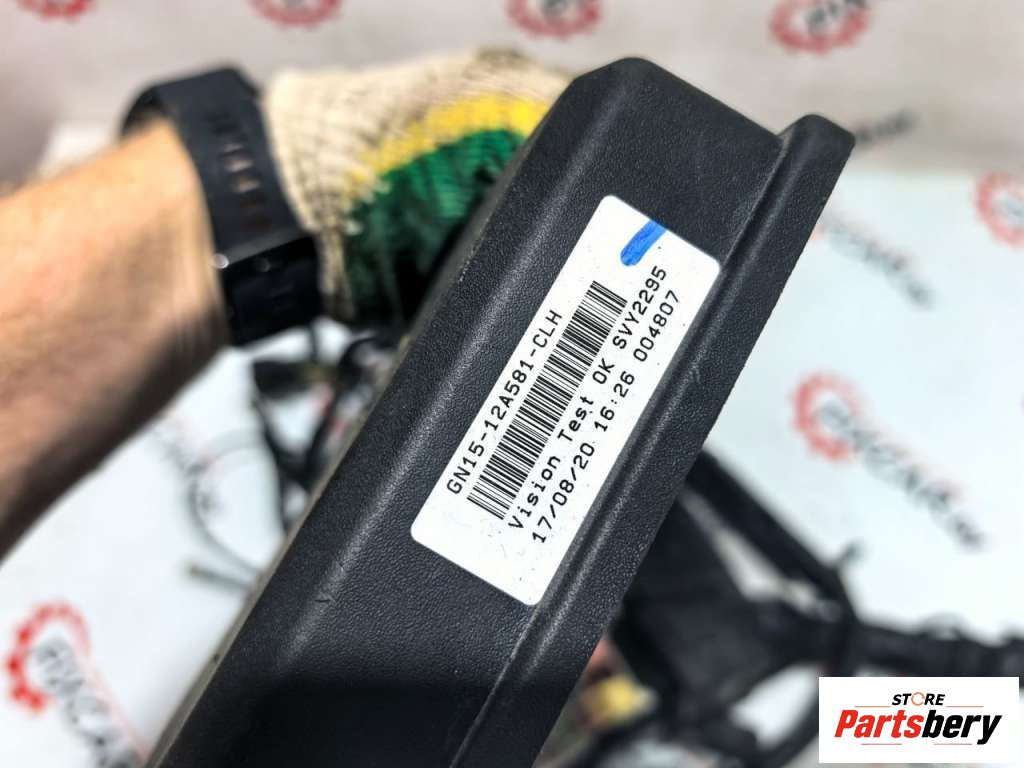 GN15-12A581-CLH
Vision Test OK SVY2295
17/08/20 16:26 004807
STORE
Partsbery